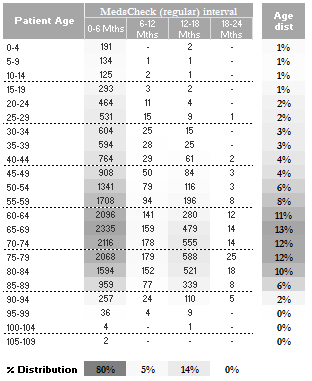 Patient Age MedsCheck (regular) interval Age dist
0-6 Mths 6-12 Mths 12-18 Mths 18-24 Mths
0-4 191 - 2 - 1%
5-9 134 1 1 - 1%
10-14 125 2 1 - 1%
15-19 293 3 2 - 1%
20-24 464 11 4 - 2%
25-29 531 15 9 1 2%
30-34 604 25 15 - 3%
35-39 594 28 25 - 3%
40-44 764 29 61 2 4%
45-49 908 50 84 3 4%
50-54 1341 79 116 3 6%
55-59 1708 94 196 8 8%
60-64 2096 141 280 12 11%
65-69 2335 159 479 14 13%
70-74 2116 178 555 14 12%
75-79 2068 179 588 25 12%
80-84 1594 152 521 18 10%
85-89 959 77 339 8 6%
90-94 257 24 110 5 2%
95-99 36 4 9 - 0%
100-104 4 - 1 - 0%
105-109 2 - - - 0%
% Distribution 80% 5% 14% 0%